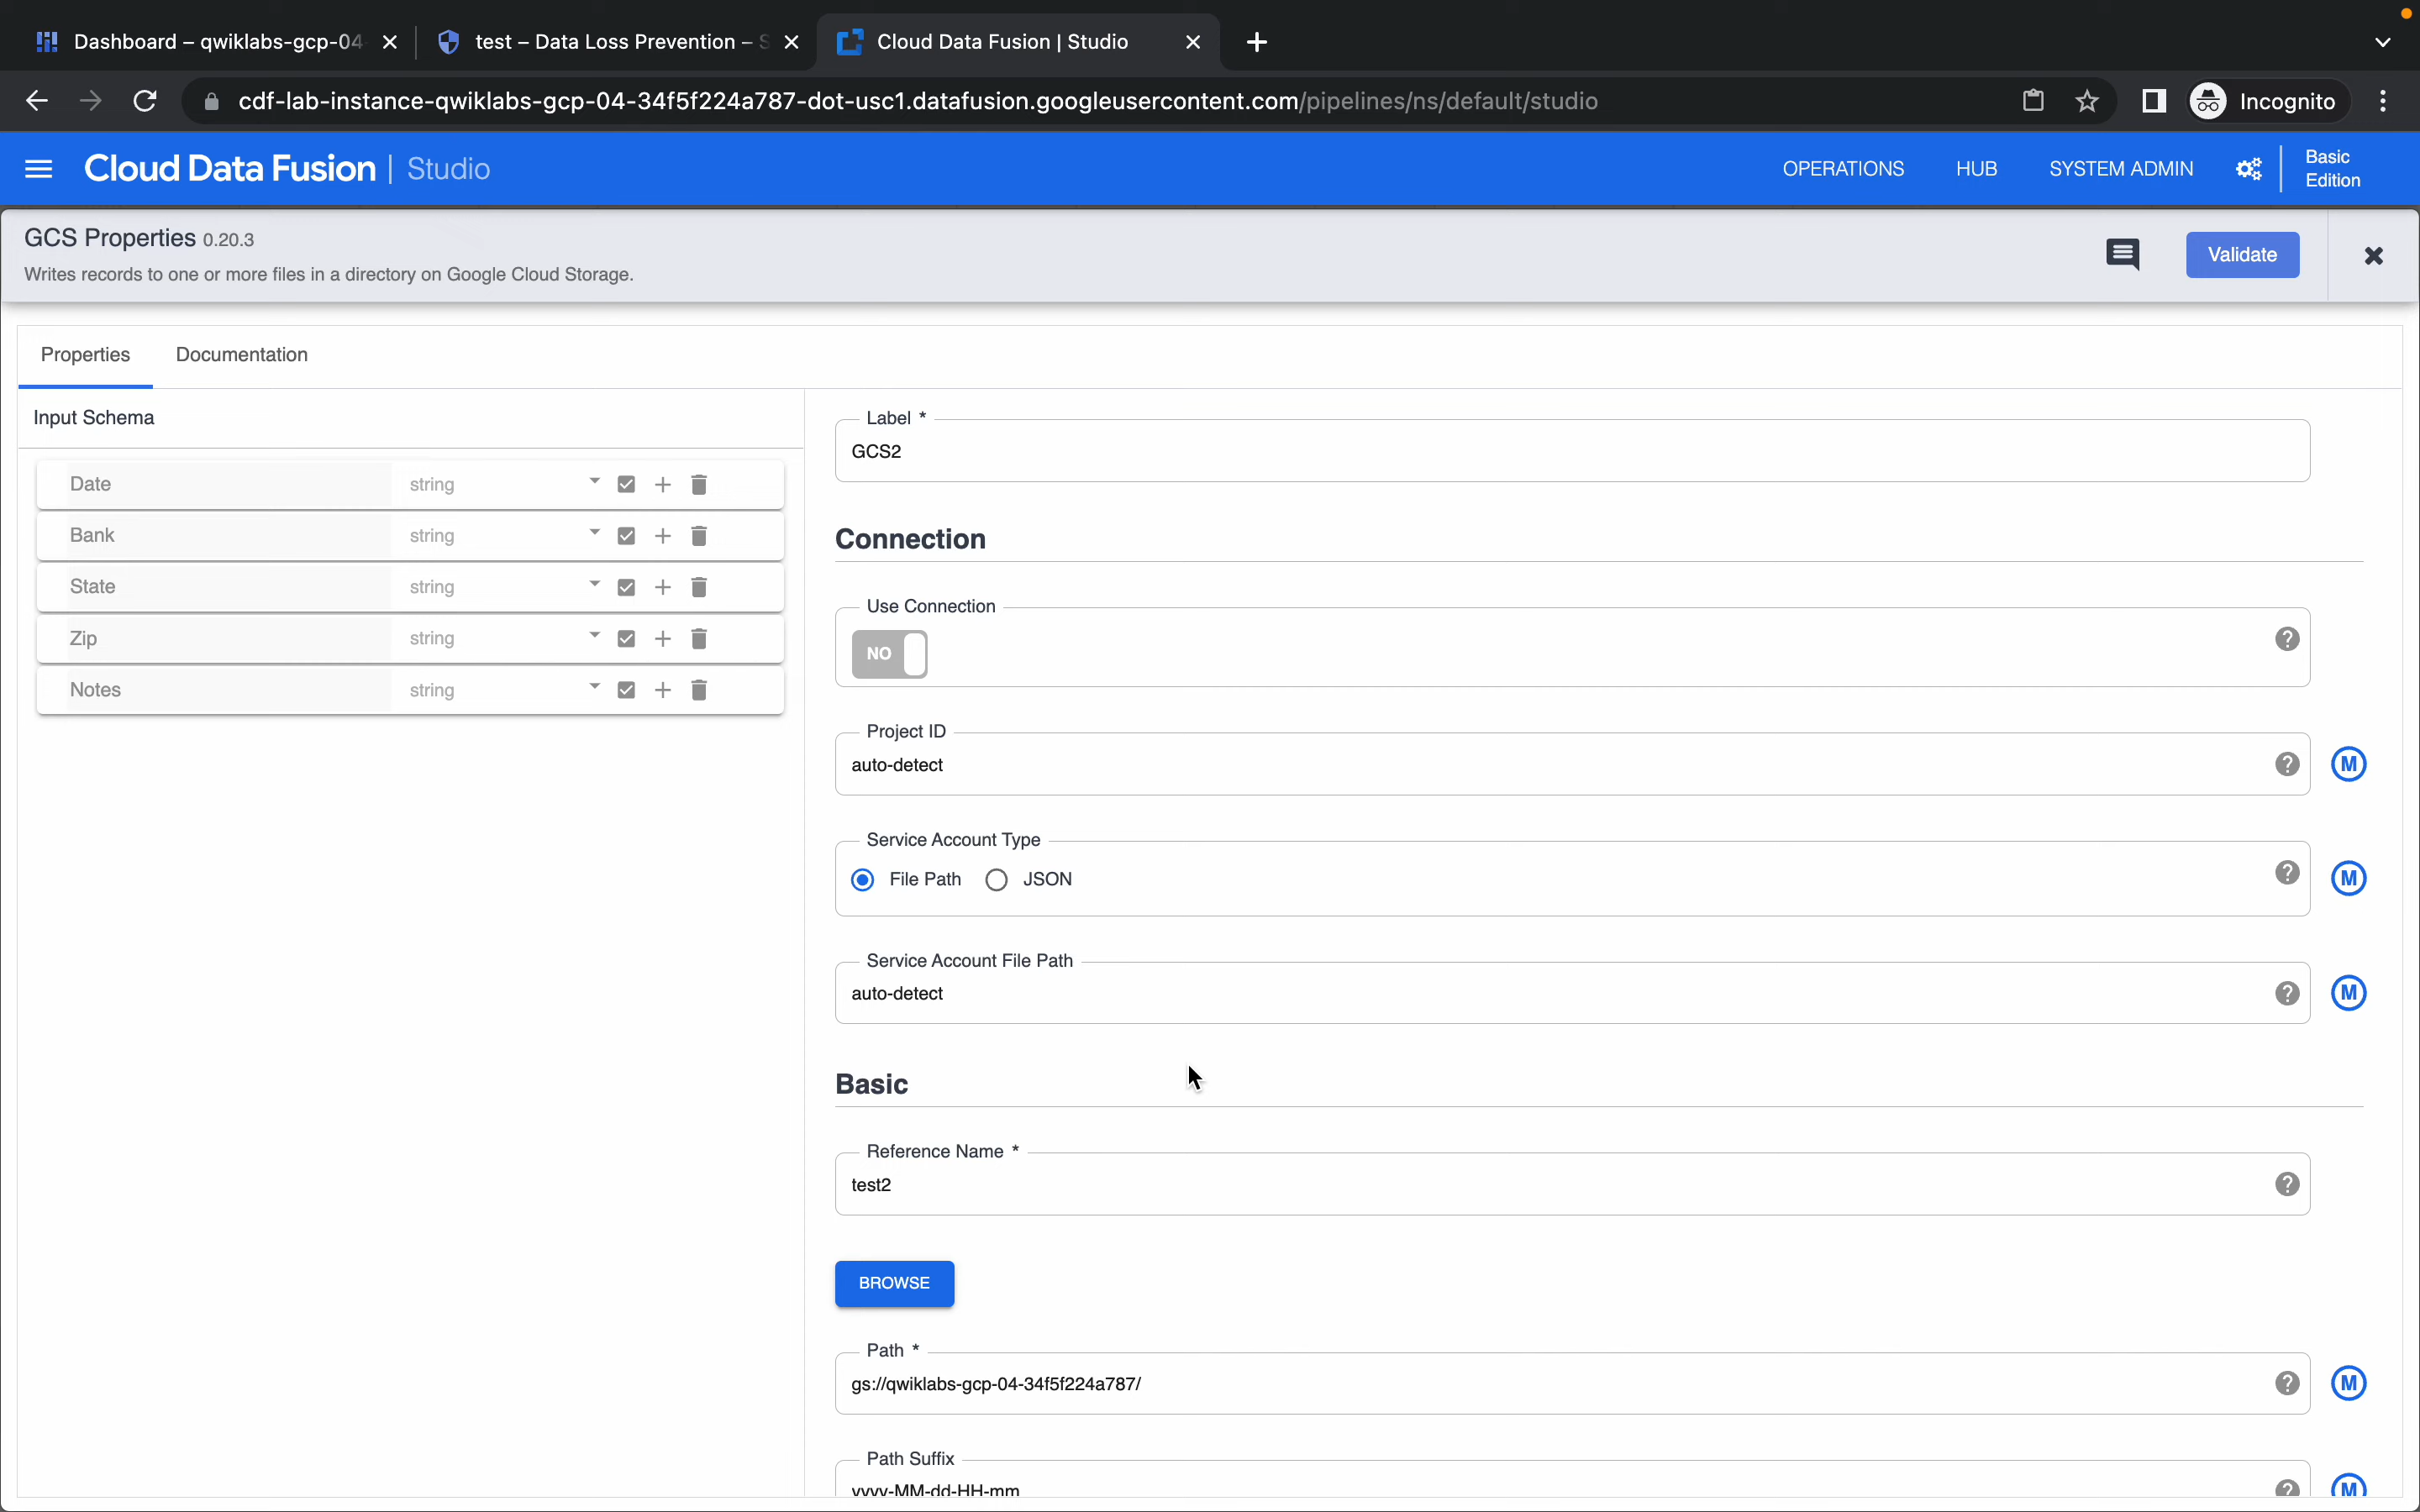 Dashboard – qwiklabs-gcp-04
test – Data Loss Prevention – S
Cloud Data Fusion | Studio
cdf-lab-instance-qwiklabs-gcp-04-34f5f224a787-dot-usc1.datafusion.googleusercontent.com/pipelines/ns/default/studio
Incognito
Cloud Data Fusion | Studio
OPERATIONS
HUB
SYSTEM ADMIN
Basic
Edition
GCS Properties 0.20.3
Writes records to one or more files in a directory on Google Cloud Storage.
Validate
Properties
Documentation
Input Schema
Date string
Bank string
State string
Zip string
Notes string
Label *
GCS2
Connection
Use Connection
NO
Project ID
auto-detect
M
Service Account Type
File Path
JSON
M
Service Account File Path
auto-detect
M
Basic
Reference Name *
test2
BROWSE
Path *
gs://qwiklabs-gcp-04-34f5f224a787/
M
Path Suffix
yyyy-MM-dd-HH-mm
M